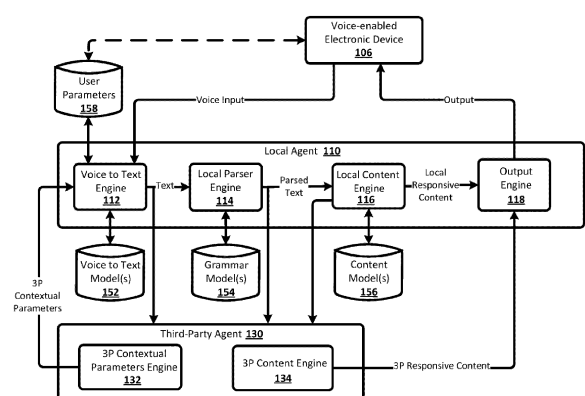 Voice-enabled
Electronic Device
106
User
Parameters
158
Voice Input
Output
Local Agent 110
Voice to Text
Engine
112
Text
Local Parser
Engine
114
Parsed
Text
Local Content
Engine
116
Local
Responsive
Content
Output
Engine
118
Voice to Text
Model(s)
152
Grammar
Model(s)
154
Content
Model(s)
156
3P
Contextual
Parameters
Third-Party Agent 130
3P Contextual
Parameters Engine
132
3P Content Engine
134
3P Responsive Content